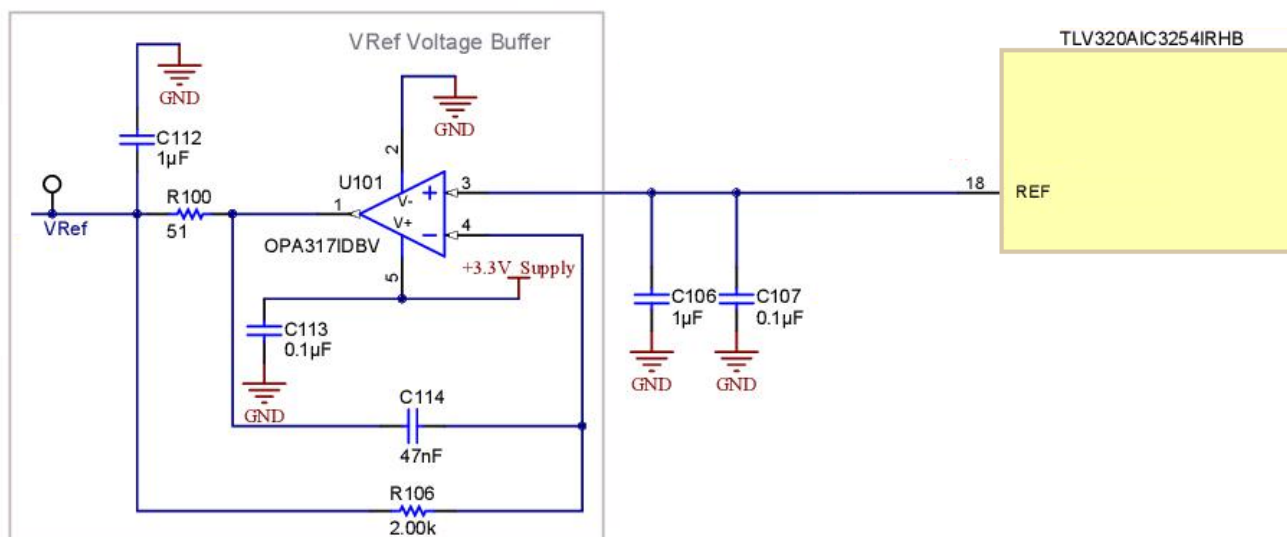 VRef Voltage Buffer
TLV320AIC3254IRHB
GND
GND
C112
1µF
2
U101
R100
51
VRef
1
+
V-
V+
−
3
4
5
18
REF
OPA317IDBV
+3.3V_Supply
C113
0.1µF
GND
C106
1µF
GND
C107
0.1µF
GND
C114
47nF
R106
2.00k